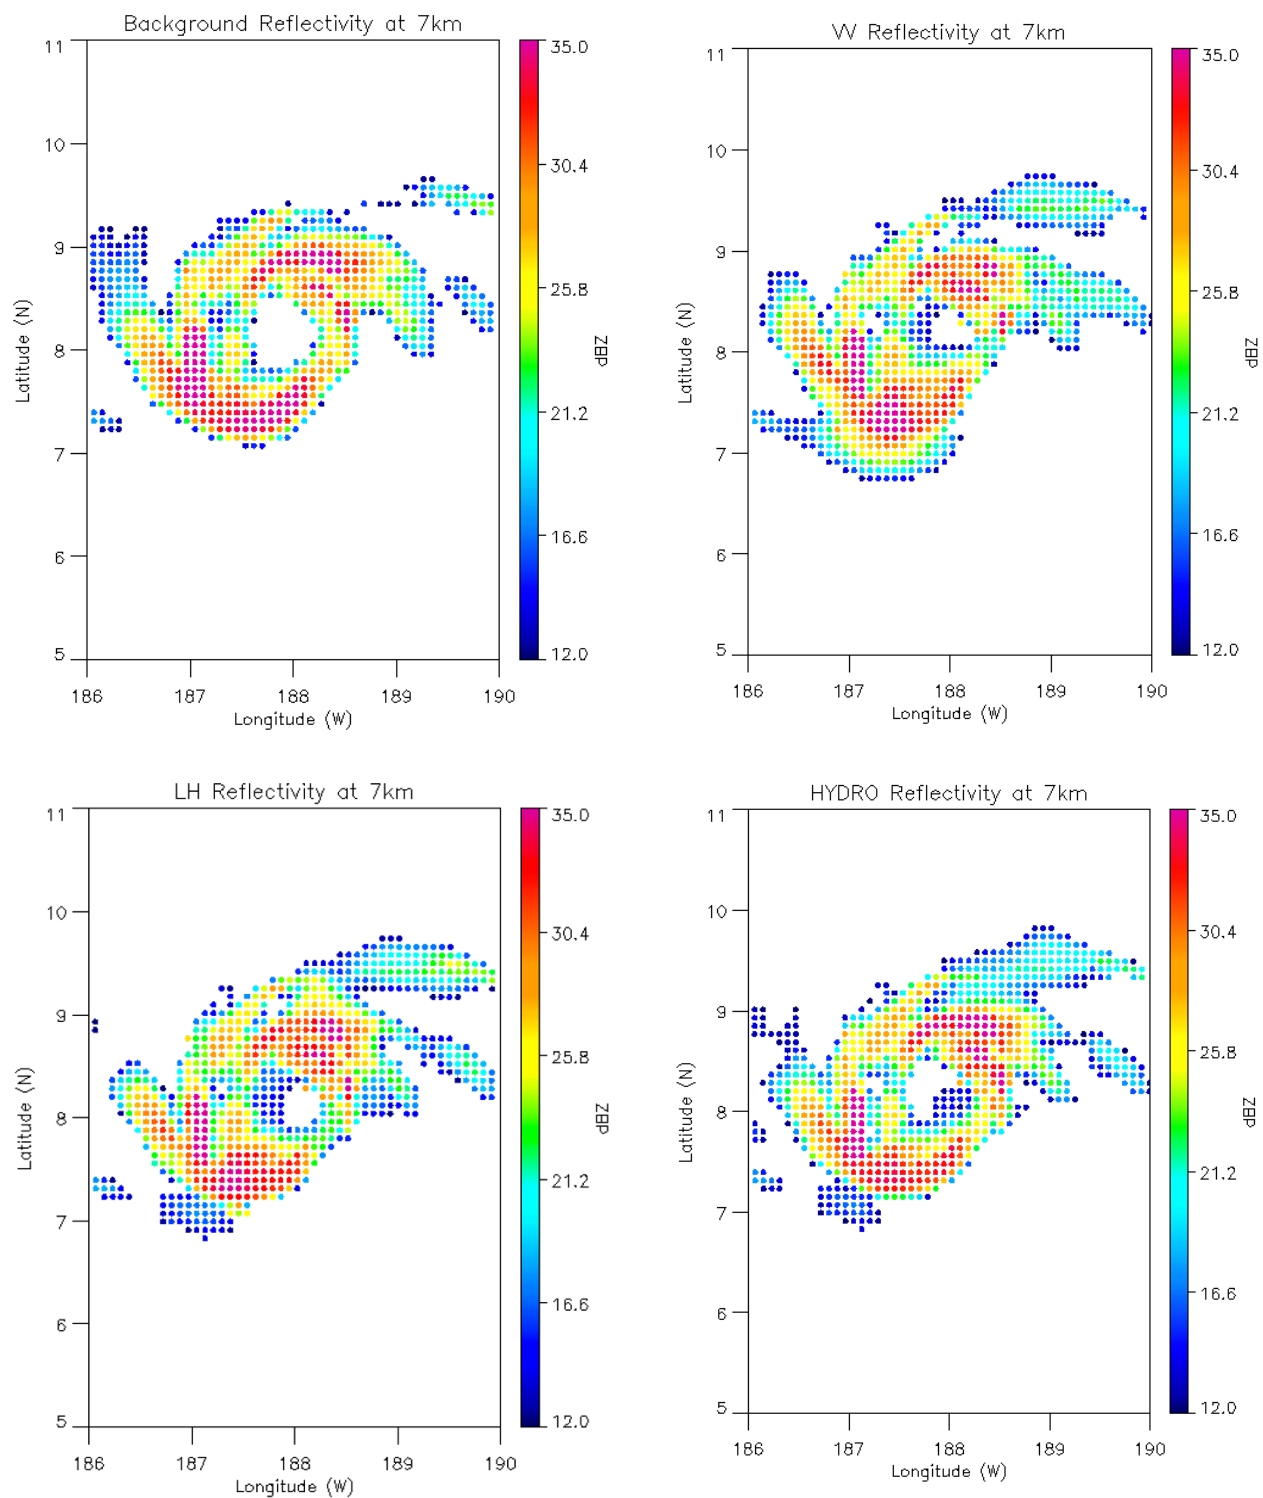 Background Reflectivity at 7km
11
10
9
8
7
6
5
186 187 188 189 190
Longitude (W)
Latitude (N)
35.0
30.4
25.8
21.2
16.6
12.0
dBZ
VV Reflectivity at 7km
11
10
9
8
7
6
5
186 187 188 189 190
Longitude (W)
Latitude (N)
35.0
30.4
25.8
21.2
16.6
12.0
dBZ
LH Reflectivity at 7km
11
10
9
8
7
6
5
186 187 188 189 190
Longitude (W)
Latitude (N)
35.0
30.4
25.8
21.2
16.6
12.0
dBZ
HYDRO Reflectivity at 7km
11
10
9
8
7
6
5
186 187 188 189 190
Longitude (W)
Latitude (N)
35.0
30.4
25.8
21.2
16.6
12.0
dBZ